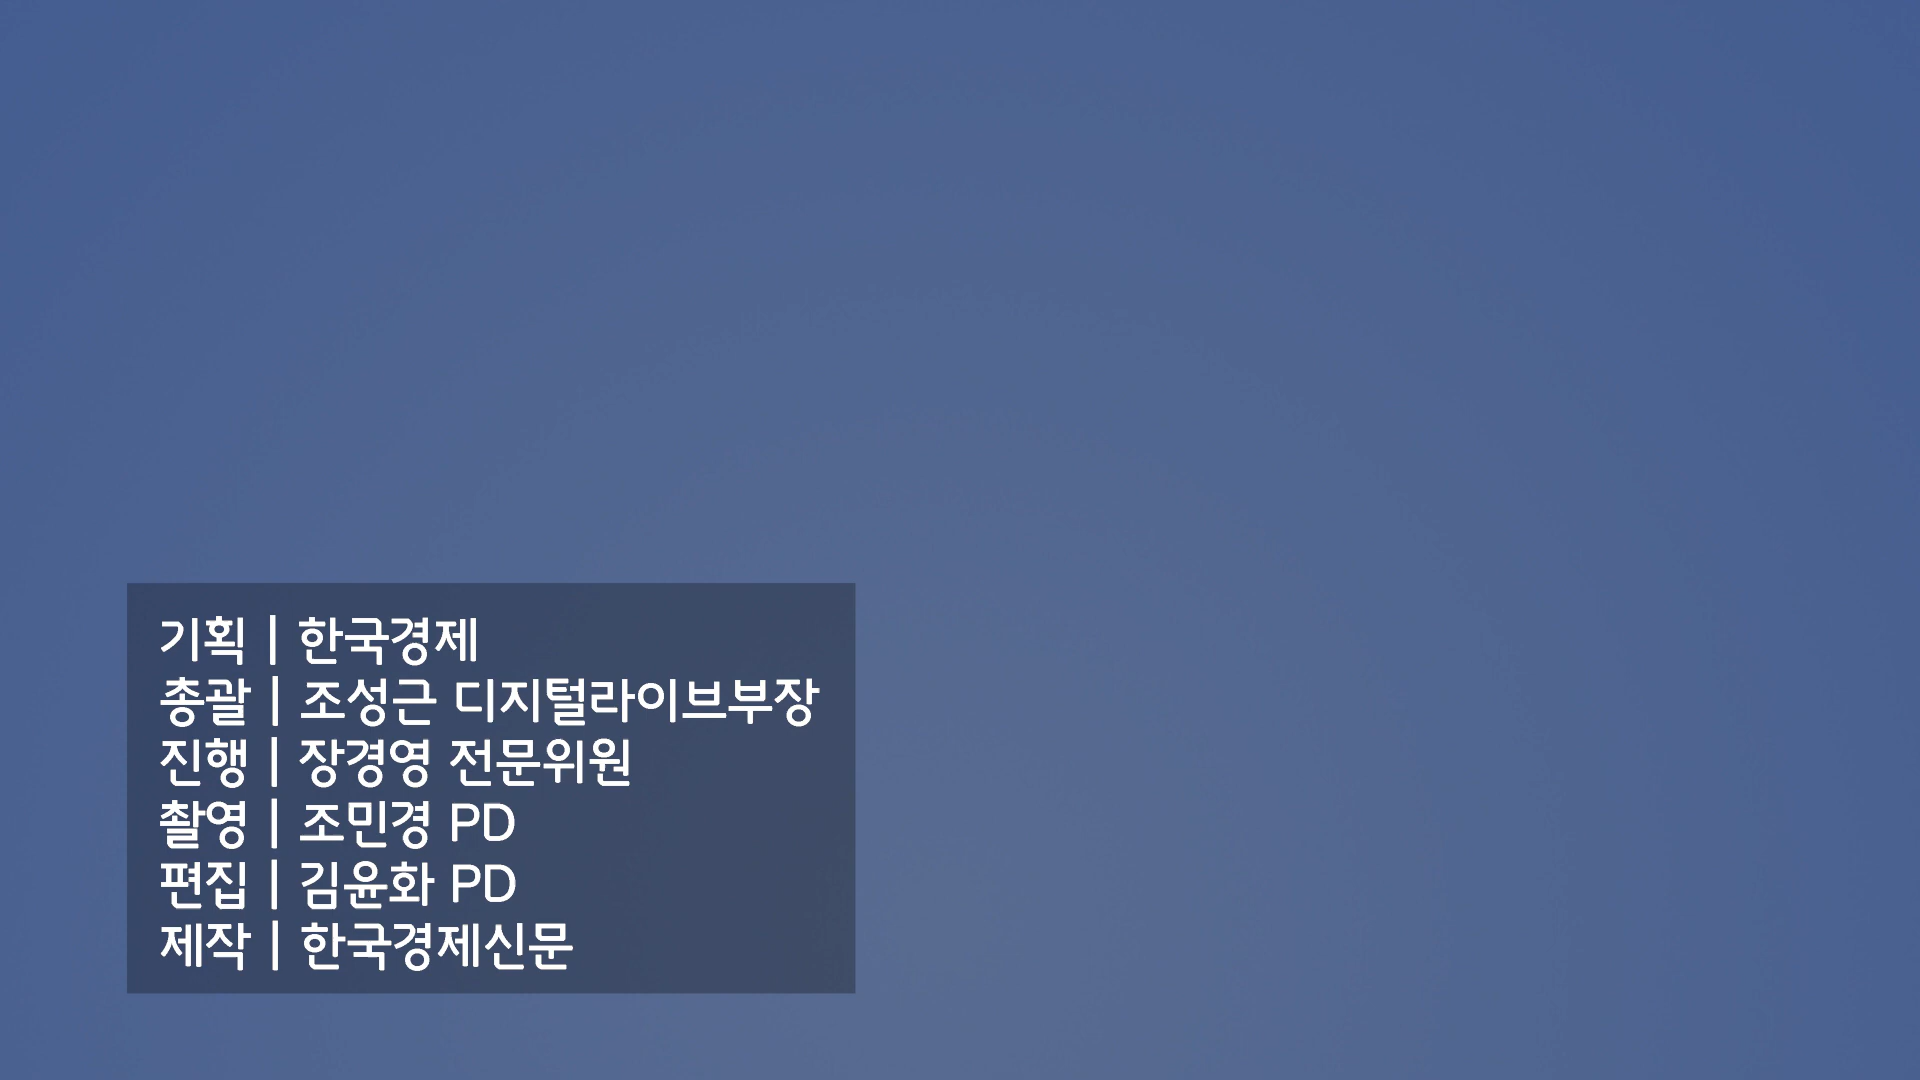 기획 | 한국경제
총괄 | 조성근 디지털라이브부장
진행 | 장경영 전문위원
촬영 | 조민경 PD
편집 | 김윤화 PD
제작 | 한국경제신문